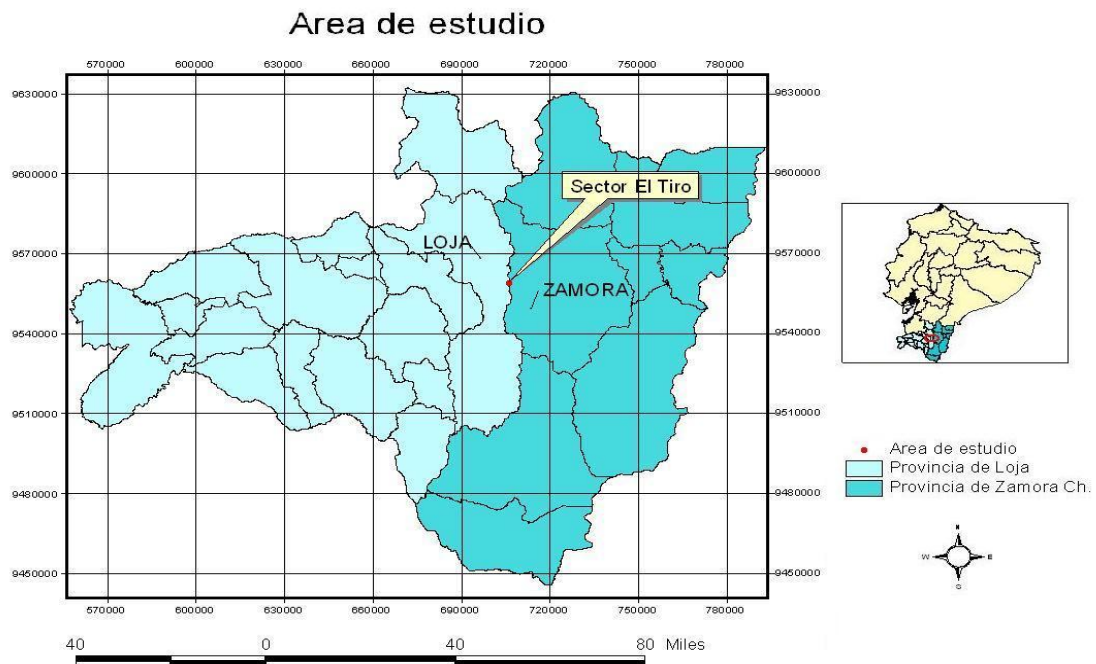 Area de estudio
570000 600000 630000 660000 690000 720000 750000 780000
9630000 9630000
9600000 9600000
Sector El Tiro
9570000 LOJA 9570000
ZAMORA
9540000 9540000
9510000 9510000
9480000 9480000
9450000 9450000
570000 600000 630000 660000 690000 720000 750000 780000
40 0 40 80 Miles
Area de estudio
Provincia de Loja
Provincia de Zamora Ch.
W E